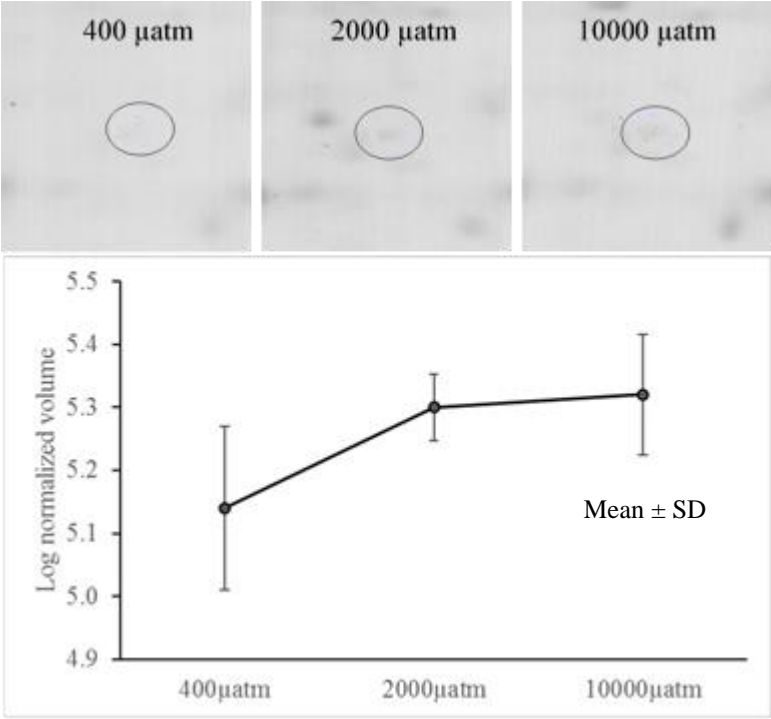 400 µatm
2000 µatm
10000 µatm
Log normalized volume
5.5
5.4
5.3
5.2
5.1
5.0
4.9
Mean ± SD
400µatm
2000µatm
10000µatm